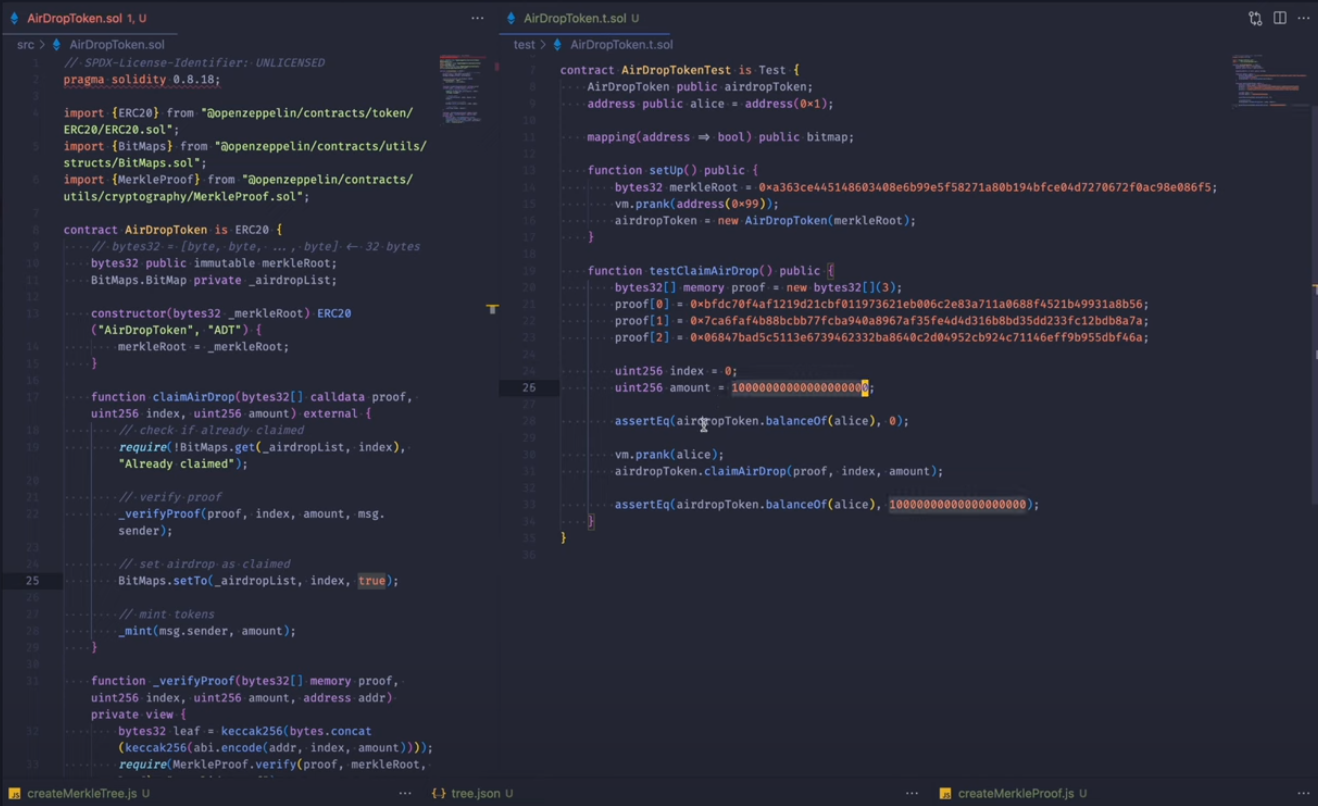 AirDropToken.sol 1, U
src > AirDropToken.sol
1 // SPDX-License-Identifier: UNLICENSED
2 pragma solidity 0.8.18;
3
4 import {ERC20} from "@openzeppelin/contracts/token/
ERC20/ERC20.sol";
5 import {BitMaps} from "@openzeppelin/contracts/utils/
structs/BitMaps.sol";
6 import {MerkleProof} from "@openzeppelin/contracts/
utils/cryptography/MerkleProof.sol";
7
8 contract AirDropToken is ERC20 {
9 // bytes32 = [byte, byte, ..., byte] <- 32 bytes
10 bytes32 public immutable merkleRoot;
11 BitMaps.BitMap private _airdropList;
12
13 constructor(bytes32 _merkleRoot) ERC20
("AirDropToken", "ADT") {
14 merkleRoot = _merkleRoot;
15 }
16
17 function claimAirDrop(bytes32[] calldata proof,
uint256 index, uint256 amount) external {
18 // check if already claimed
19 require(!BitMaps.get(_airdropList, index),
"Already claimed");
20
21 // verify proof
22 _verifyProof(proof, index, amount, msg.
sender);
23
24 // set airdrop as claimed
25 BitMaps.setTo(_airdropList, index, true);
26
27 // mint tokens
28 _mint(msg.sender, amount);
29 }
30
31 function _verifyProof(bytes32[] memory proof,
uint256 index, uint256 amount, address addr)
private view {
32 bytes32 leaf = keccak256(bytes.concat
(keccak256(abi.encode(addr, index, amount))));
33 require(MerkleProof.verify(proof, merkleRoot,
AirDropToken.t.sol U
test > AirDropToken.t.sol
7 contract AirDropTokenTest is Test {
8 AirDropToken public airdropToken;
9 address public alice = address(0x1);
10
11 mapping(address => bool) public bitmap;
12
13 function setUp() public {
14 bytes32 merkleRoot = 0xa363ce445148603408e6b99e5f58271a80b194bfce04d7270672f0ac98e086f5;
15 vm.prank(address(0x99));
16 airdropToken = new AirDropToken(merkleRoot);
17 }
18
19 function testClaimAirDrop() public {
20 bytes32[] memory proof = new bytes32[](3);
21 proof[0] = 0xbfdc70f4af1219d21cbf011973621eb006c2e83a711a0688f4521b49931a8b56;
22 proof[1] = 0x7ca6faf4b88bcbb77fcba940a8967af35fe4d4d316b8bd35dd233fc12bdb8a7a;
23 proof[2] = 0x06847bad5c5113e6739462332ba8640c2d04952cb924c71146eff9b955dbf46a;
24
24 uint256 index = 0;
26 uint256 amount = 10000000000000000000;
27
28 assertEq(airdropToken.balanceOf(alice), 0);
29
30 vm.prank(alice);
31 airdropToken.claimAirDrop(proof, index, amount);
32
33 assertEq(airdropToken.balanceOf(alice), 10000000000000000000);
34 }
35 }
36
createMerkleTree.js U
{..} tree.json U
createMerkleProof.js U